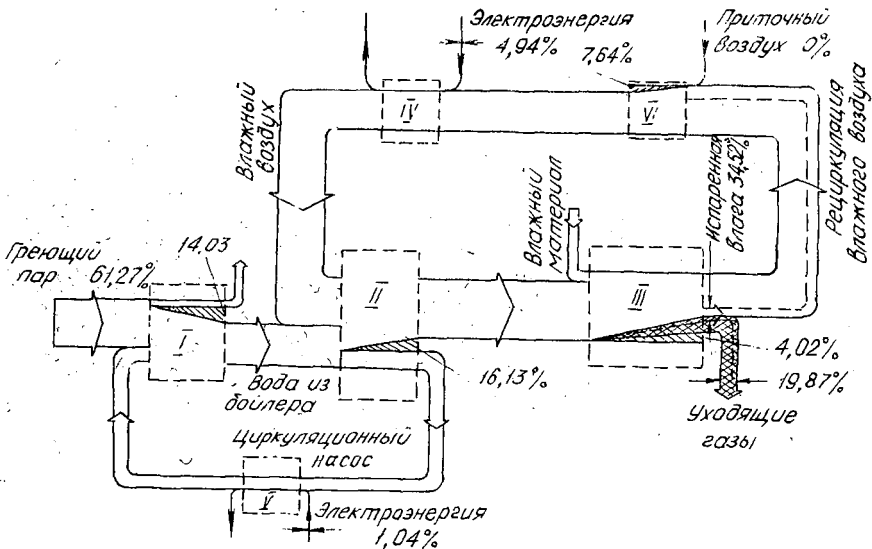 Электроэнергия
4,94%
7,64%
Приточный
воздух 0%
IV
VI
Влажный
воздух
Рециркуляция
влажного воздуха
Испаренная
влага 34,52%
Влажный
материал
Греющий
пар 61,27%
14,03
I
II
III
4,02%
19,87%
Уходящие
газы
16,13%
Вода из
бойлера
Циркуляционный
насос
V
Электроэнергия
1,04%